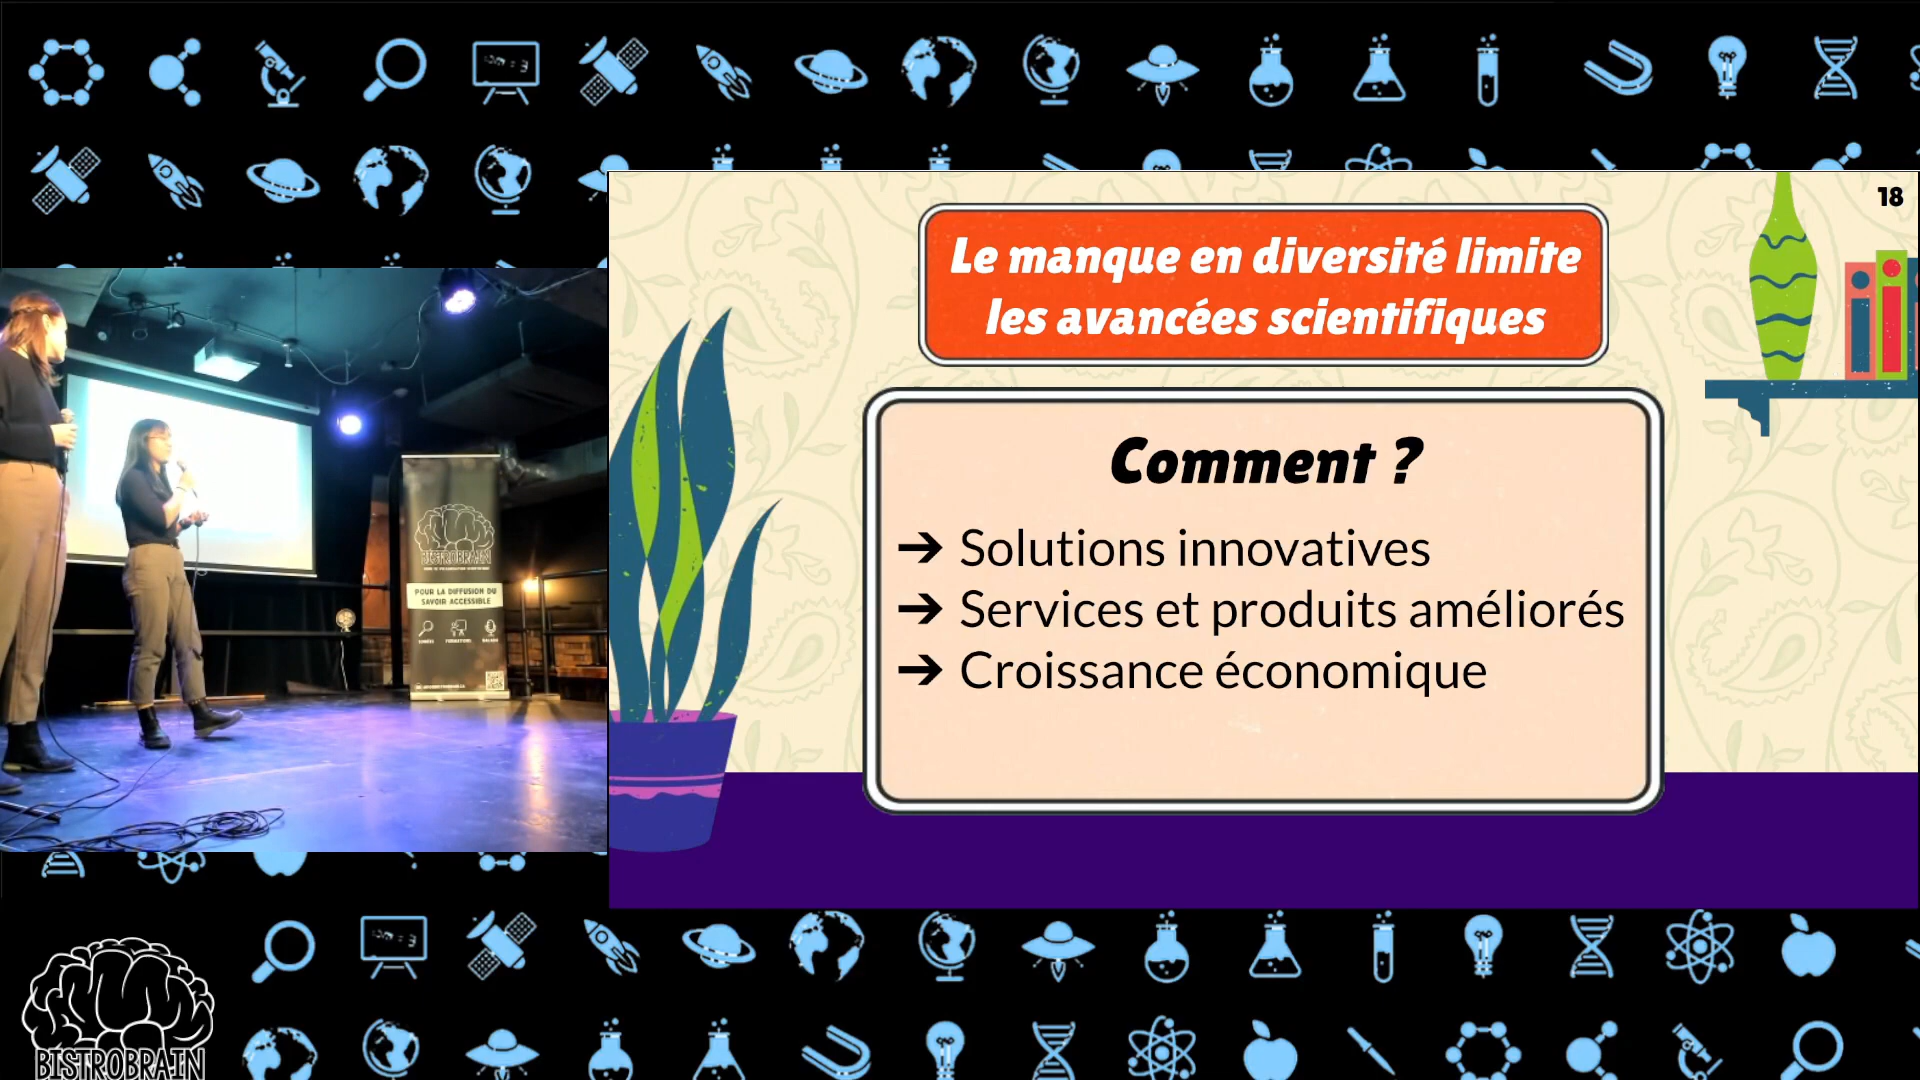 18
Le manque en diversité limite
les avancées scientifiques
Comment ?
➔ Solutions innovatives
➔ Services et produits améliorés
➔ Croissance économique
BISTROBRAIN
POUR LA DIFFUSION DU
SAVOIR ACCESSIBLE
BISTROBRAIN